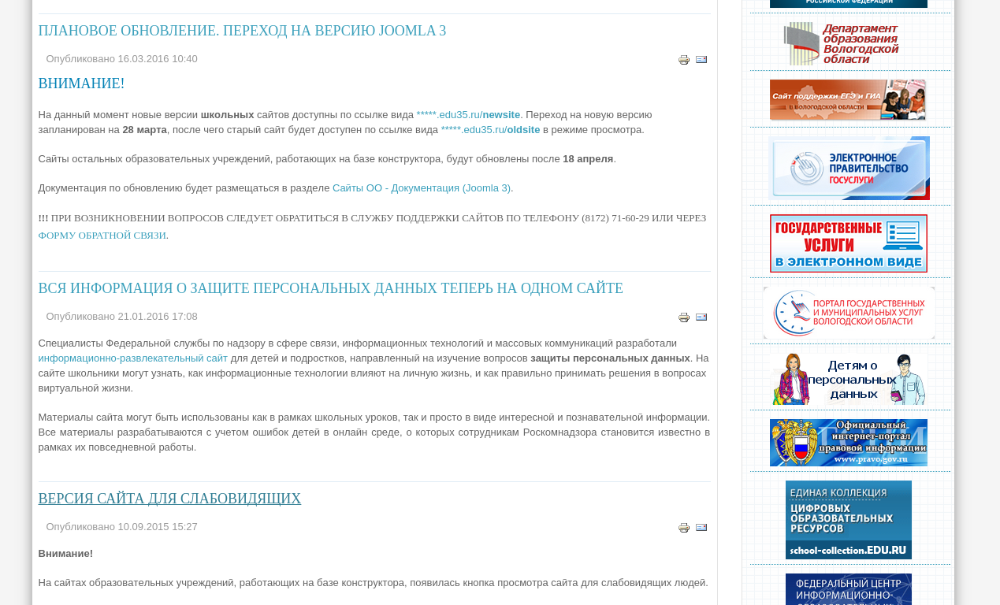 ПЛАНОВОЕ ОБНОВЛЕНИЕ. ПЕРЕХОД НА ВЕРСИЮ JOOMLA 3
Опубликовано 16.03.2016 10:40
ВНИМАНИЕ!
На данный момент новые версии школьных сайтов доступны по ссылке вида *****.edu35.ru/newsite. Переход на новую версию
запланирован на 28 марта, после чего старый сайт будет доступен по ссылке вида *****.edu35.ru/oldsite в режиме просмотра.
Сайты остальных образовательных учреждений, работающих на базе конструктора, будут обновлены после 18 апреля.
Документация по обновлению будет размещаться в разделе Сайты ОО - Документация (Joomla 3).
!!! ПРИ ВОЗНИКНОВЕНИИ ВОПРОСОВ СЛЕДУЕТ ОБРАТИТЬСЯ В СЛУЖБУ ПОДДЕРЖКИ САЙТОВ ПО ТЕЛЕФОНУ (8172) 71-60-29 ИЛИ ЧЕРЕЗ
ФОРМУ ОБРАТНОЙ СВЯЗИ.
ВСЯ ИНФОРМАЦИЯ О ЗАЩИТЕ ПЕРСОНАЛЬНЫХ ДАННЫХ ТЕПЕРЬ НА ОДНОМ САЙТЕ
Опубликовано 21.01.2016 17:08
Специалисты Федеральной службы по надзору в сфере связи, информационных технологий и массовых коммуникаций разработали
информационно-развлекательный сайт для детей и подростков, направленный на изучение вопросов защиты персональных данных. На
сайте школьники могут узнать, как информационные технологии влияют на личную жизнь, и как правильно принимать решения в вопросах
виртуальной жизни.
Материалы сайта могут быть использованы как в рамках школьных уроков, так и просто в виде интересной и познавательной информации.
Все материалы разрабатываются с учетом ошибок детей в онлайн среде, о которых сотрудникам Роскомнадзора становится известно в
рамках их повседневной работы.
ВЕРСИЯ САЙТА ДЛЯ СЛАБОВИДЯЩИХ
Опубликовано 10.09.2015 15:27
Внимание!
На сайтах образовательных учреждений, работающих на базе конструктора, появилась кнопка просмотра сайта для слабовидящих людей.
РОССИЙСКОЙ ФЕДЕРАЦИИ
Департамент
образования
Вологодской
области
Сайт поддержки ЕГЭ и ГИА
В ВОЛОГОДСКОЙ ОБЛАСТИ
ЭЛЕКТРОННОЕ
ПРАВИТЕЛЬСТВО
ГОСУСЛУГИ
ГОСУДАРСТВЕННЫЕ
УСЛУГИ
В ЭЛЕКТРОННОМ ВИДЕ
ПОРТАЛ ГОСУДАРСТВЕННЫХ
И МУНИЦИПАЛЬНЫХ УСЛУГ
ВОЛОГОДСКОЙ ОБЛАСТИ
Детям о
персональных
данных
Официальный
интернет-портал
правовой информации
www.pravo.gov.ru
ЕДИНАЯ КОЛЛЕКЦИЯ
ЦИФРОВЫХ
ОБРАЗОВАТЕЛЬНЫХ
РЕСУРСОВ
school-collection.EDU.RU
ФЕДЕРАЛЬНЫЙ ЦЕНТР
ИНФОРМАЦИОННО-